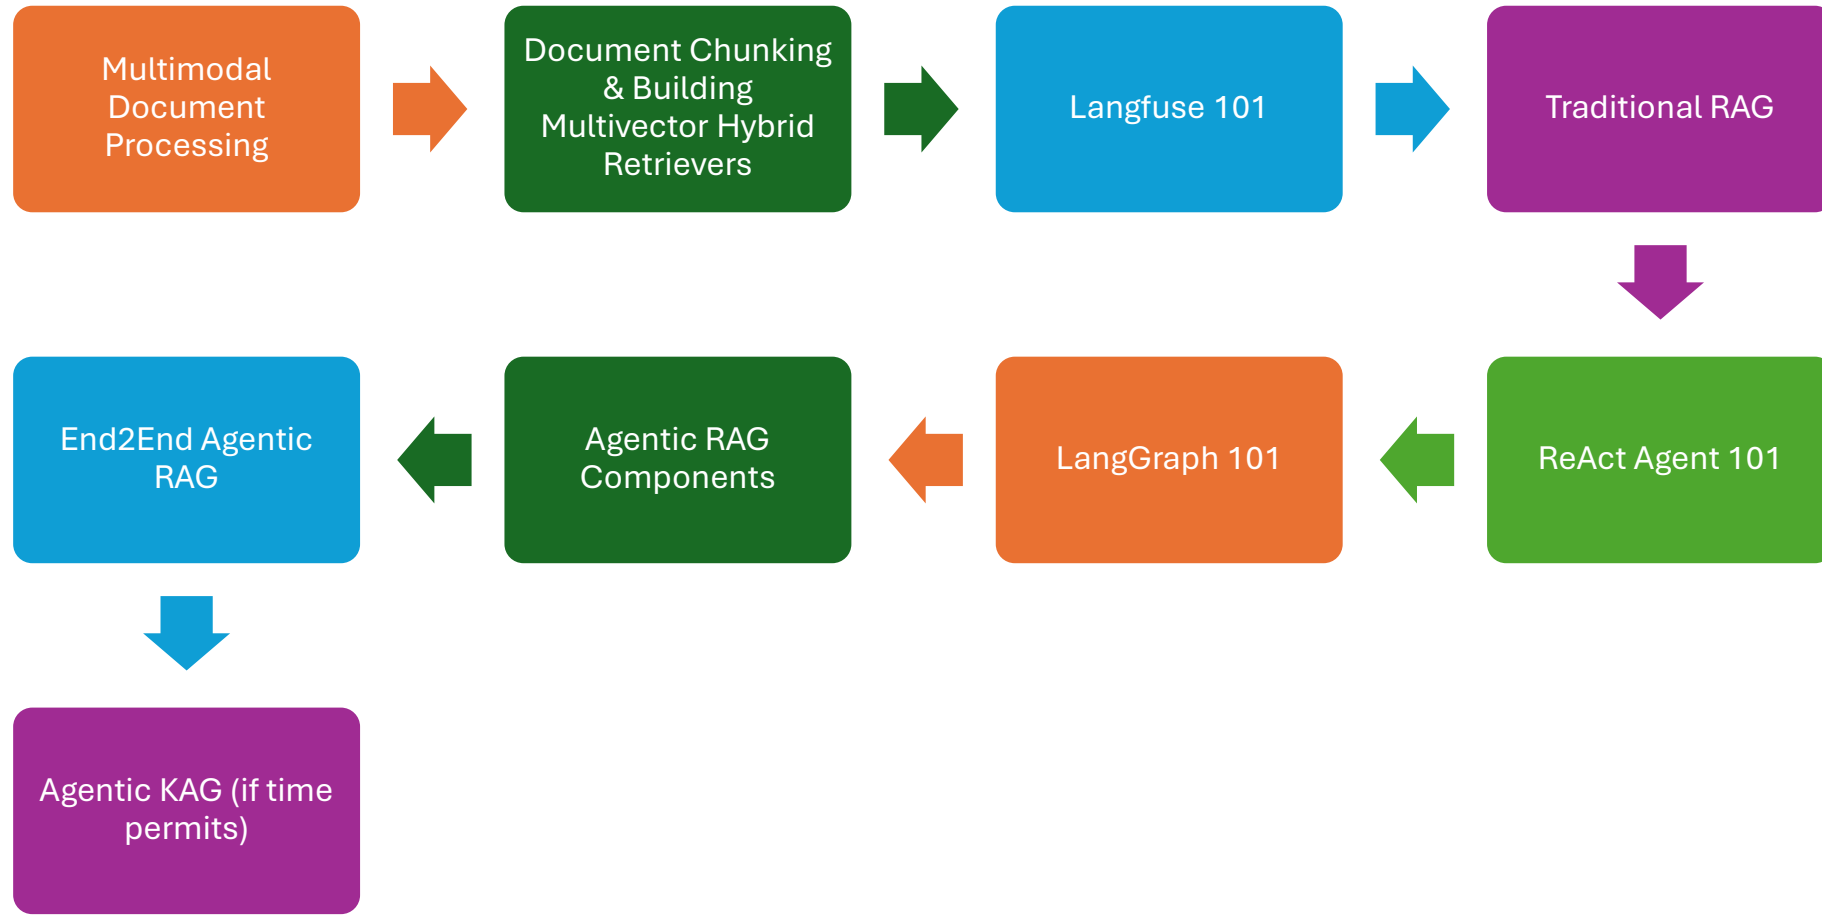 Multimodal
Document
Processing
Document Chunking
& Building
Multivector Hybrid
Retrievers
Langfuse 101
Traditional RAG
ReAct Agent 101
LangGraph 101
Agentic RAG
Components
End2End Agentic
RAG
Agentic KAG (if time
permits)